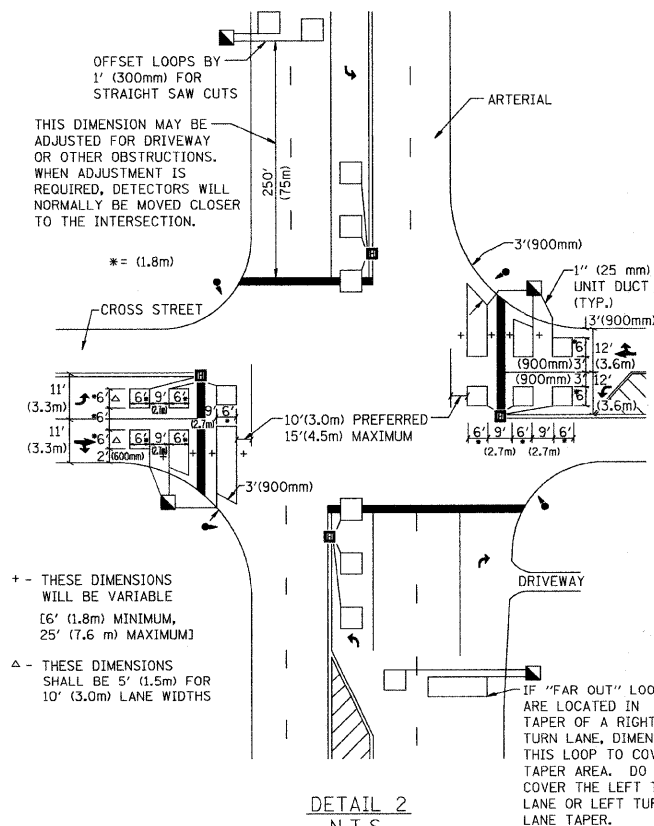 OFFSET LOOPS BY
1' (300mm) FOR
STRAIGHT SAW CUTS
ARTERIAL
THIS DIMENSION MAY BE
ADJUSTED FOR DRIVEWAY
OR OTHER OBSTRUCTIONS.
WHEN ADJUSTMENT IS
REQUIRED, DETECTORS WILL
NORMALLY BE MOVED CLOSER
TO THE INTERSECTION.
250'
(75m)
* = (1.8m)
3'(900mm)
1" (25 mm)
UNIT DUCT
(TYP.)
CROSS STREET
3'(900mm)
6'
12'
(3.6m)
(900mm) 3'
(900mm) 3'
12'
6'
(3.6m)
11'
(3.3m)
*6'
6' 9' 6'
*6'
9' 6'
(2.7m)
11'
(3.3m)
*6'
6' 9' 6'
2' (600mm)
10'(3.0m) PREFERRED
15'(4.5m) MAXIMUM
6' 9' 6' 9' 6'
(2.7m) (2.7m)
3'(900mm)
+ - THESE DIMENSIONS
WILL BE VARIABLE
[6' (1.8m) MINIMUM,
25' (7.6 m) MAXIMUM]
DRIVEWAY
△ - THESE DIMENSIONS
SHALL BE 5' (1.5m) FOR
10' (3.0m) LANE WIDTHS
IF "FAR OUT" LOO
ARE LOCATED IN
TAPER OF A RIGHT
TURN LANE, DIMEN
THIS LOOP TO COV
TAPER AREA. DO
COVER THE LEFT T
LANE OR LEFT TUR
LANE TAPER.
DETAIL 2
N.T.S.